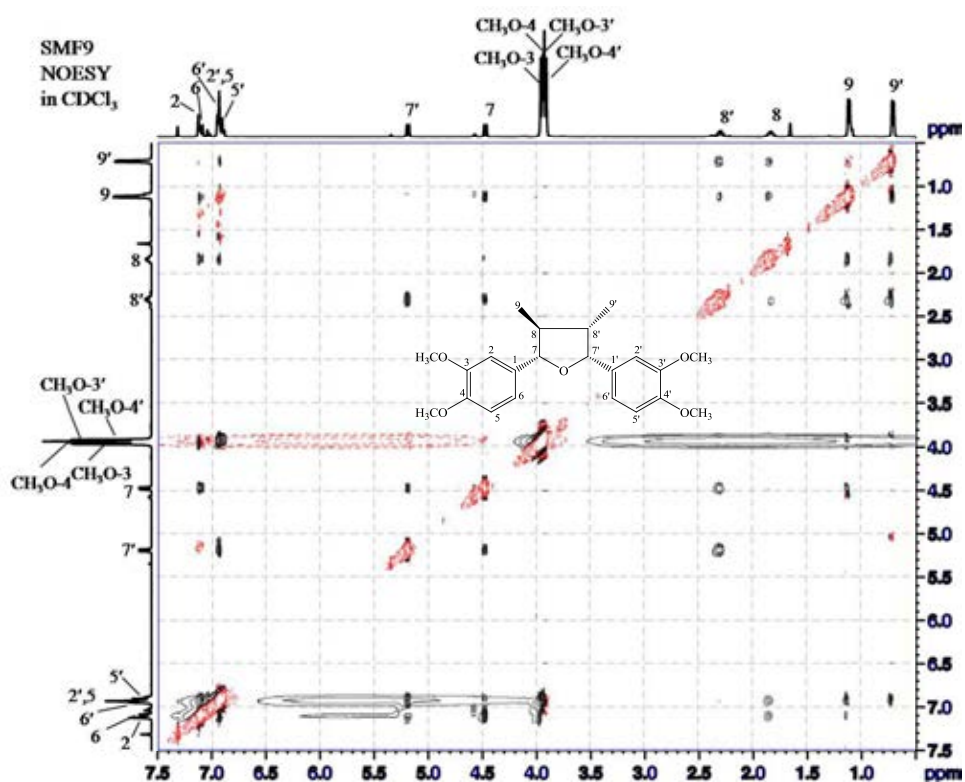 SMF9
NOESY
in CDCl3
CH3O-4 CH3O-3′
CH3O-3 CH3O-4′
2 6 6′ 2′,5 5′
7′ 7 8′ 8 9 9′
ppm
9′
9
8
8′
CH3O-3′
CH3O-4′
CH3O-4 CH3O-3
7
7′
5′
2′,5
6′
6 2
9 9′
8 8′
7 7′
O
H3CO 3 2 1
4 5 6
H3CO
1′ 2′ 3′ OCH3
6′ 5′ 4′
OCH3
1.0
1.5
2.0
2.5
3.0
3.5
4.0
4.5
5.0
5.5
6.0
6.5
7.0
7.5
7.5 7.0 6.5 6.0 5.5 5.0 4.5 4.0 3.5 3.0 2.5 2.0 1.5 1.0 ppm